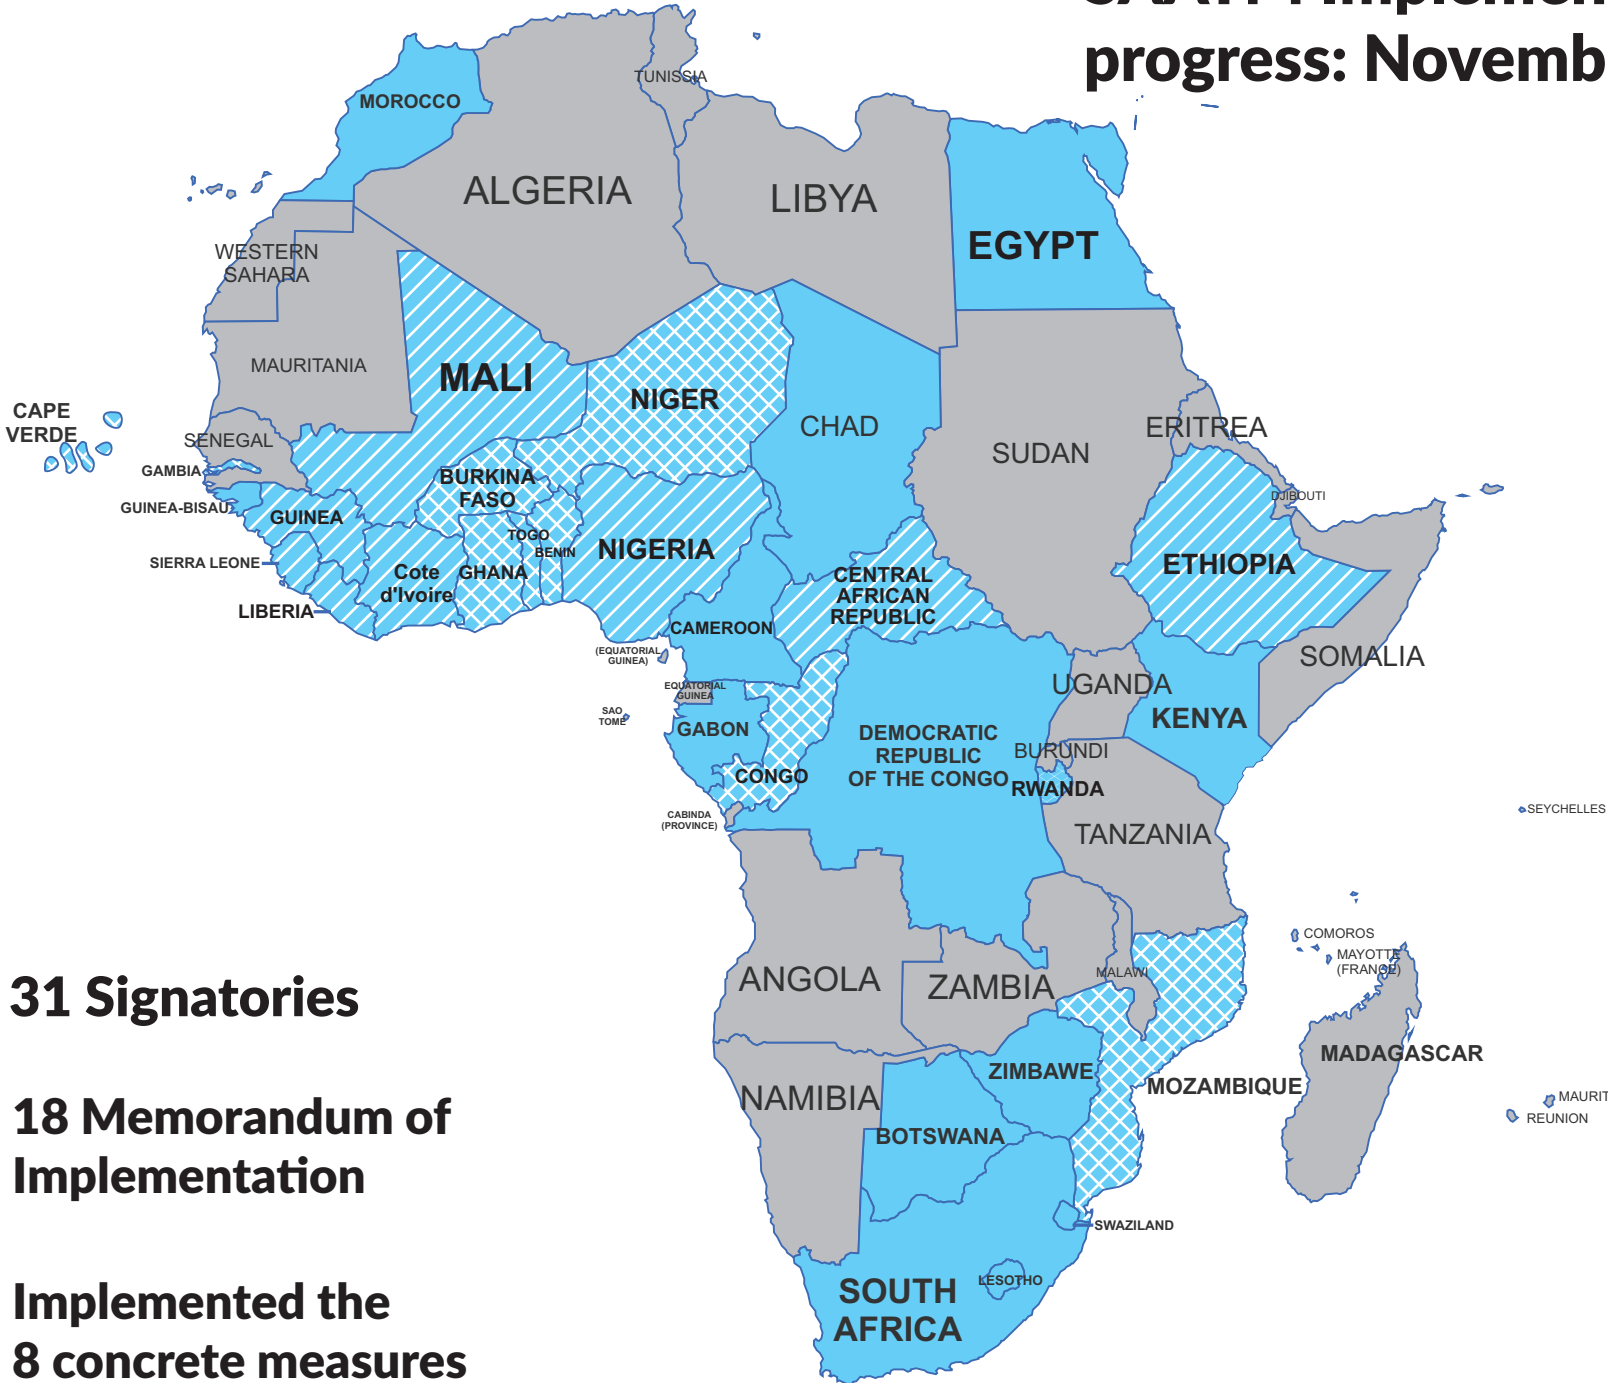 progress: Novemb
TUNISSIA
MOROCCO
ALGERIA
LIBYA
EGYPT
WESTERN
SAHARA
MAURITANIA
MALI
NIGER
CHAD
SUDAN
ERITREA
CAPE
VERDE
SENEGAL
GAMBIA
GUINEA-BISAU
GUINEA
BURKINA
FASO
DJIBOUTI
TOGO
BENIN
NIGERIA
SIERRA LEONE
Cote
d'Ivoire
GHANA
ETHIOPIA
CENTRAL
AFRICAN
REPUBLIC
LIBERIA
CAMEROON
(EQUATORIAL
GUINEA)
SOMALIA
EQUATORIAL
GUINEA
UGANDA
SAO
TOME
GABON
KENYA
DEMOCRATIC
REPUBLIC
OF THE CONGO
BURUNDI
CONGO
RWANDA
CABINDA
(PROVINCE)
SEYCHELLES
TANZANIA
COMOROS
MAYOTTE
(FRANCE)
ANGOLA
ZAMBIA
MALAWI
31 Signatories
MADAGASCAR
ZIMBAWE
MOZAMBIQUE
NAMIBIA
MAURIT
REUNION
BOTSWANA
18 Memorandum of
Implementation
SWAZILAND
LESOTHO
SOUTH
AFRICA
Implemented the
8 concrete measures